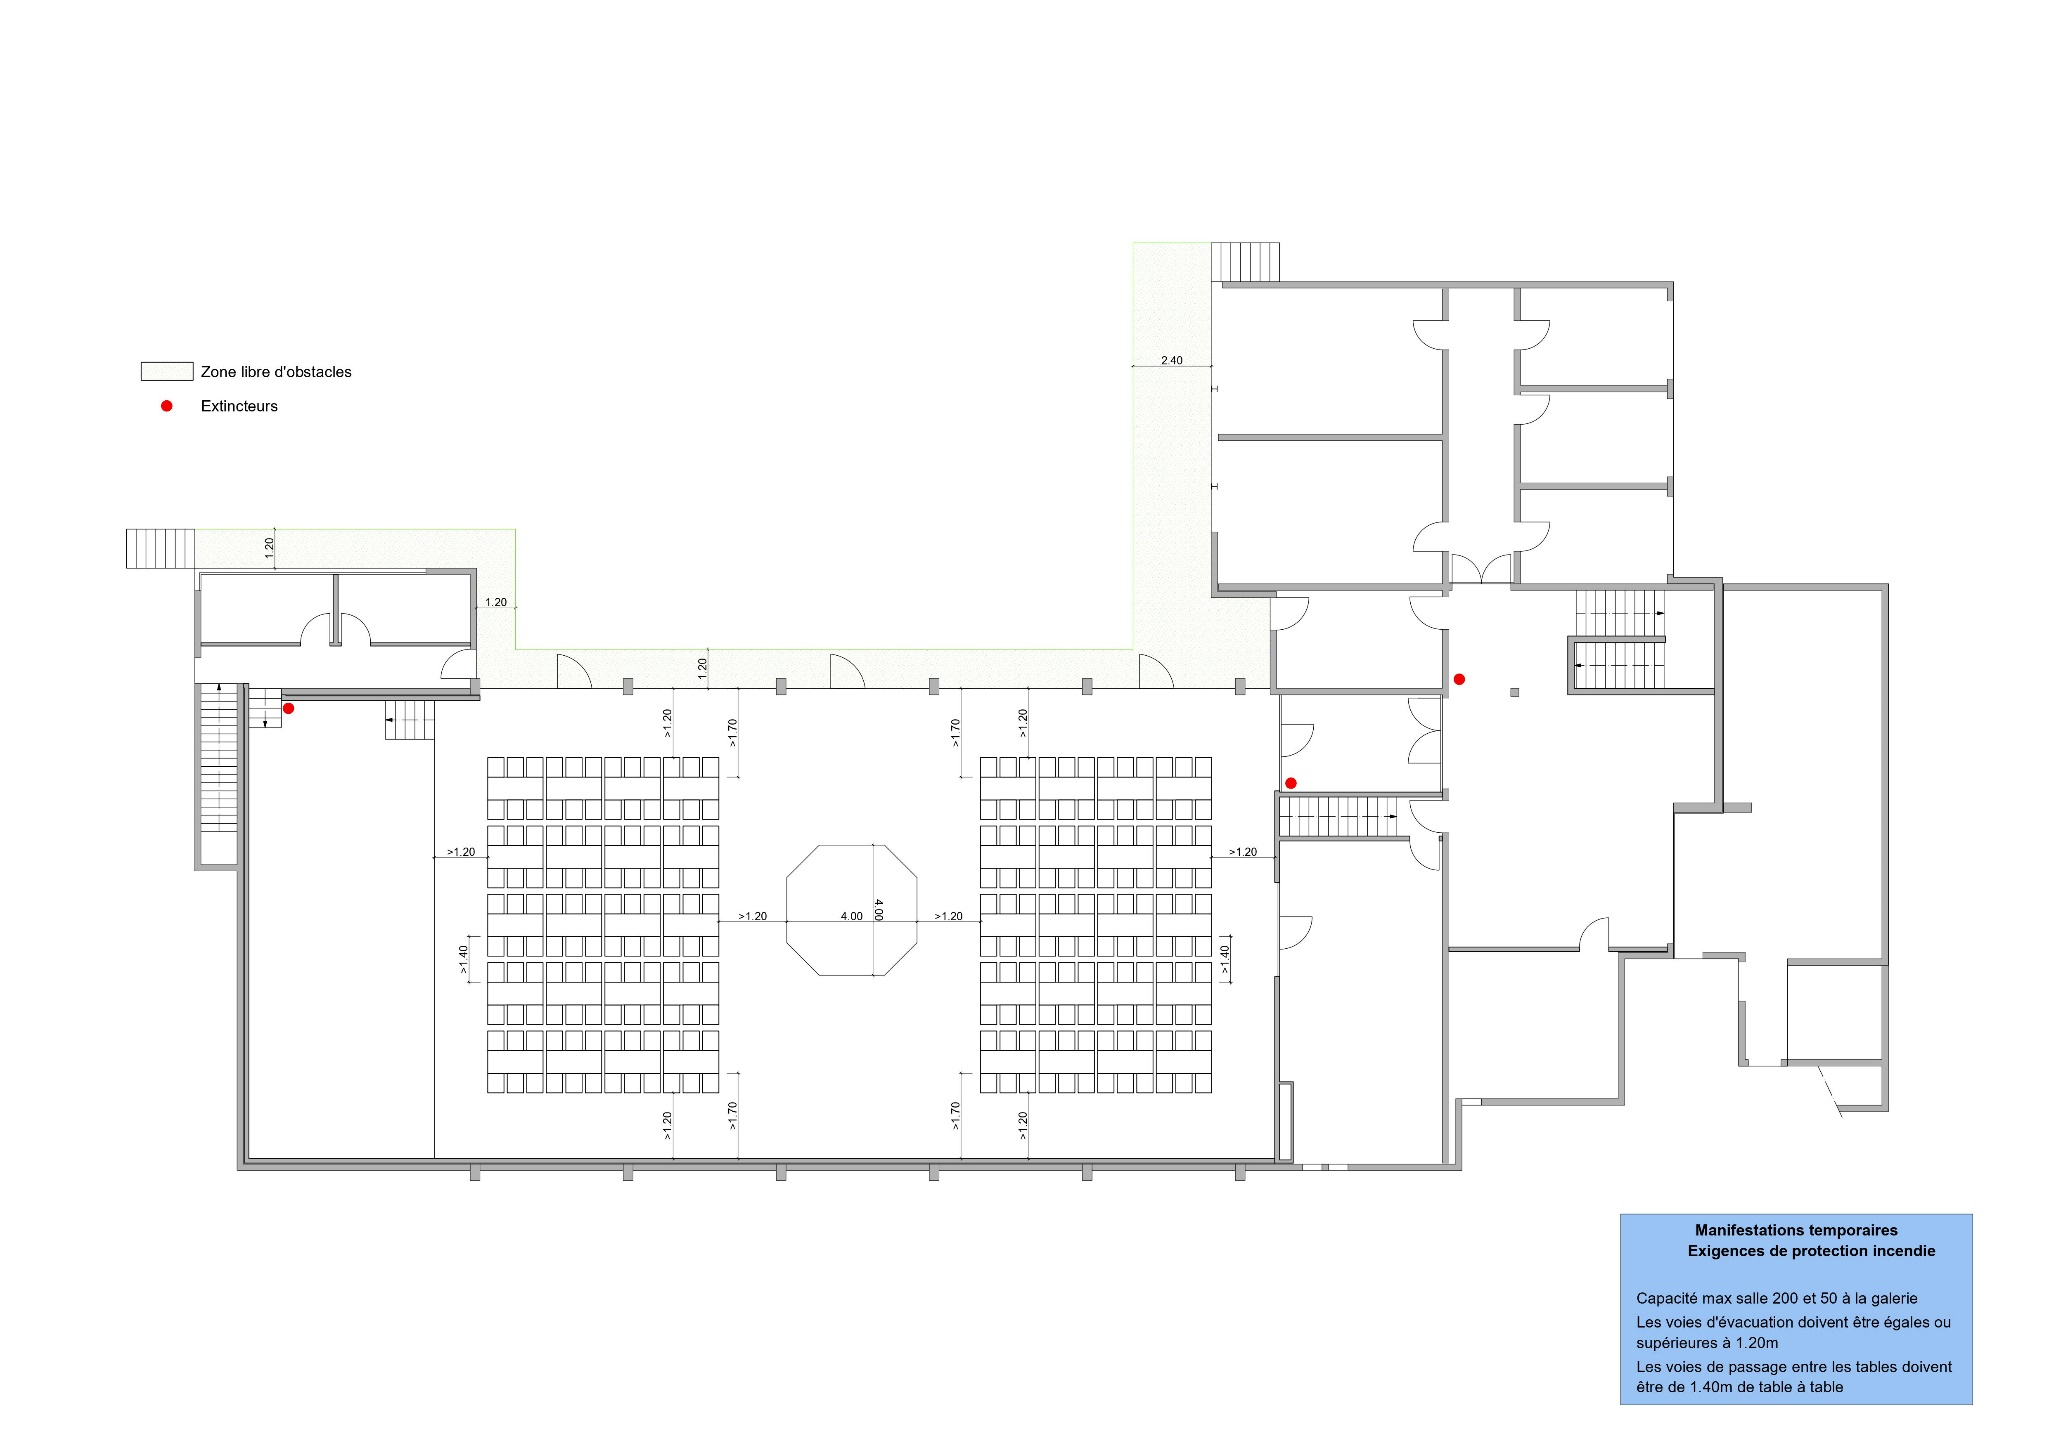 2.40
Zone libre d'obstacles
Extincteurs
1.20
1.20
1.20
>1.20
>1.70
>1.70
>1.20
>1.20
>1.20
>1.20
4.00
4.00
>1.20
>1.40
>1.40
>1.20
>1.70
>1.70
>1.20
Manifestations temporaires
Exigences de protection incendie
Capacité max salle 200 et 50 à la galerie
Les voies d'évacuation doivent être égales ou
supérieures à 1.20m
Les voies de passage entre les tables doivent
être de 1.40m de table à table